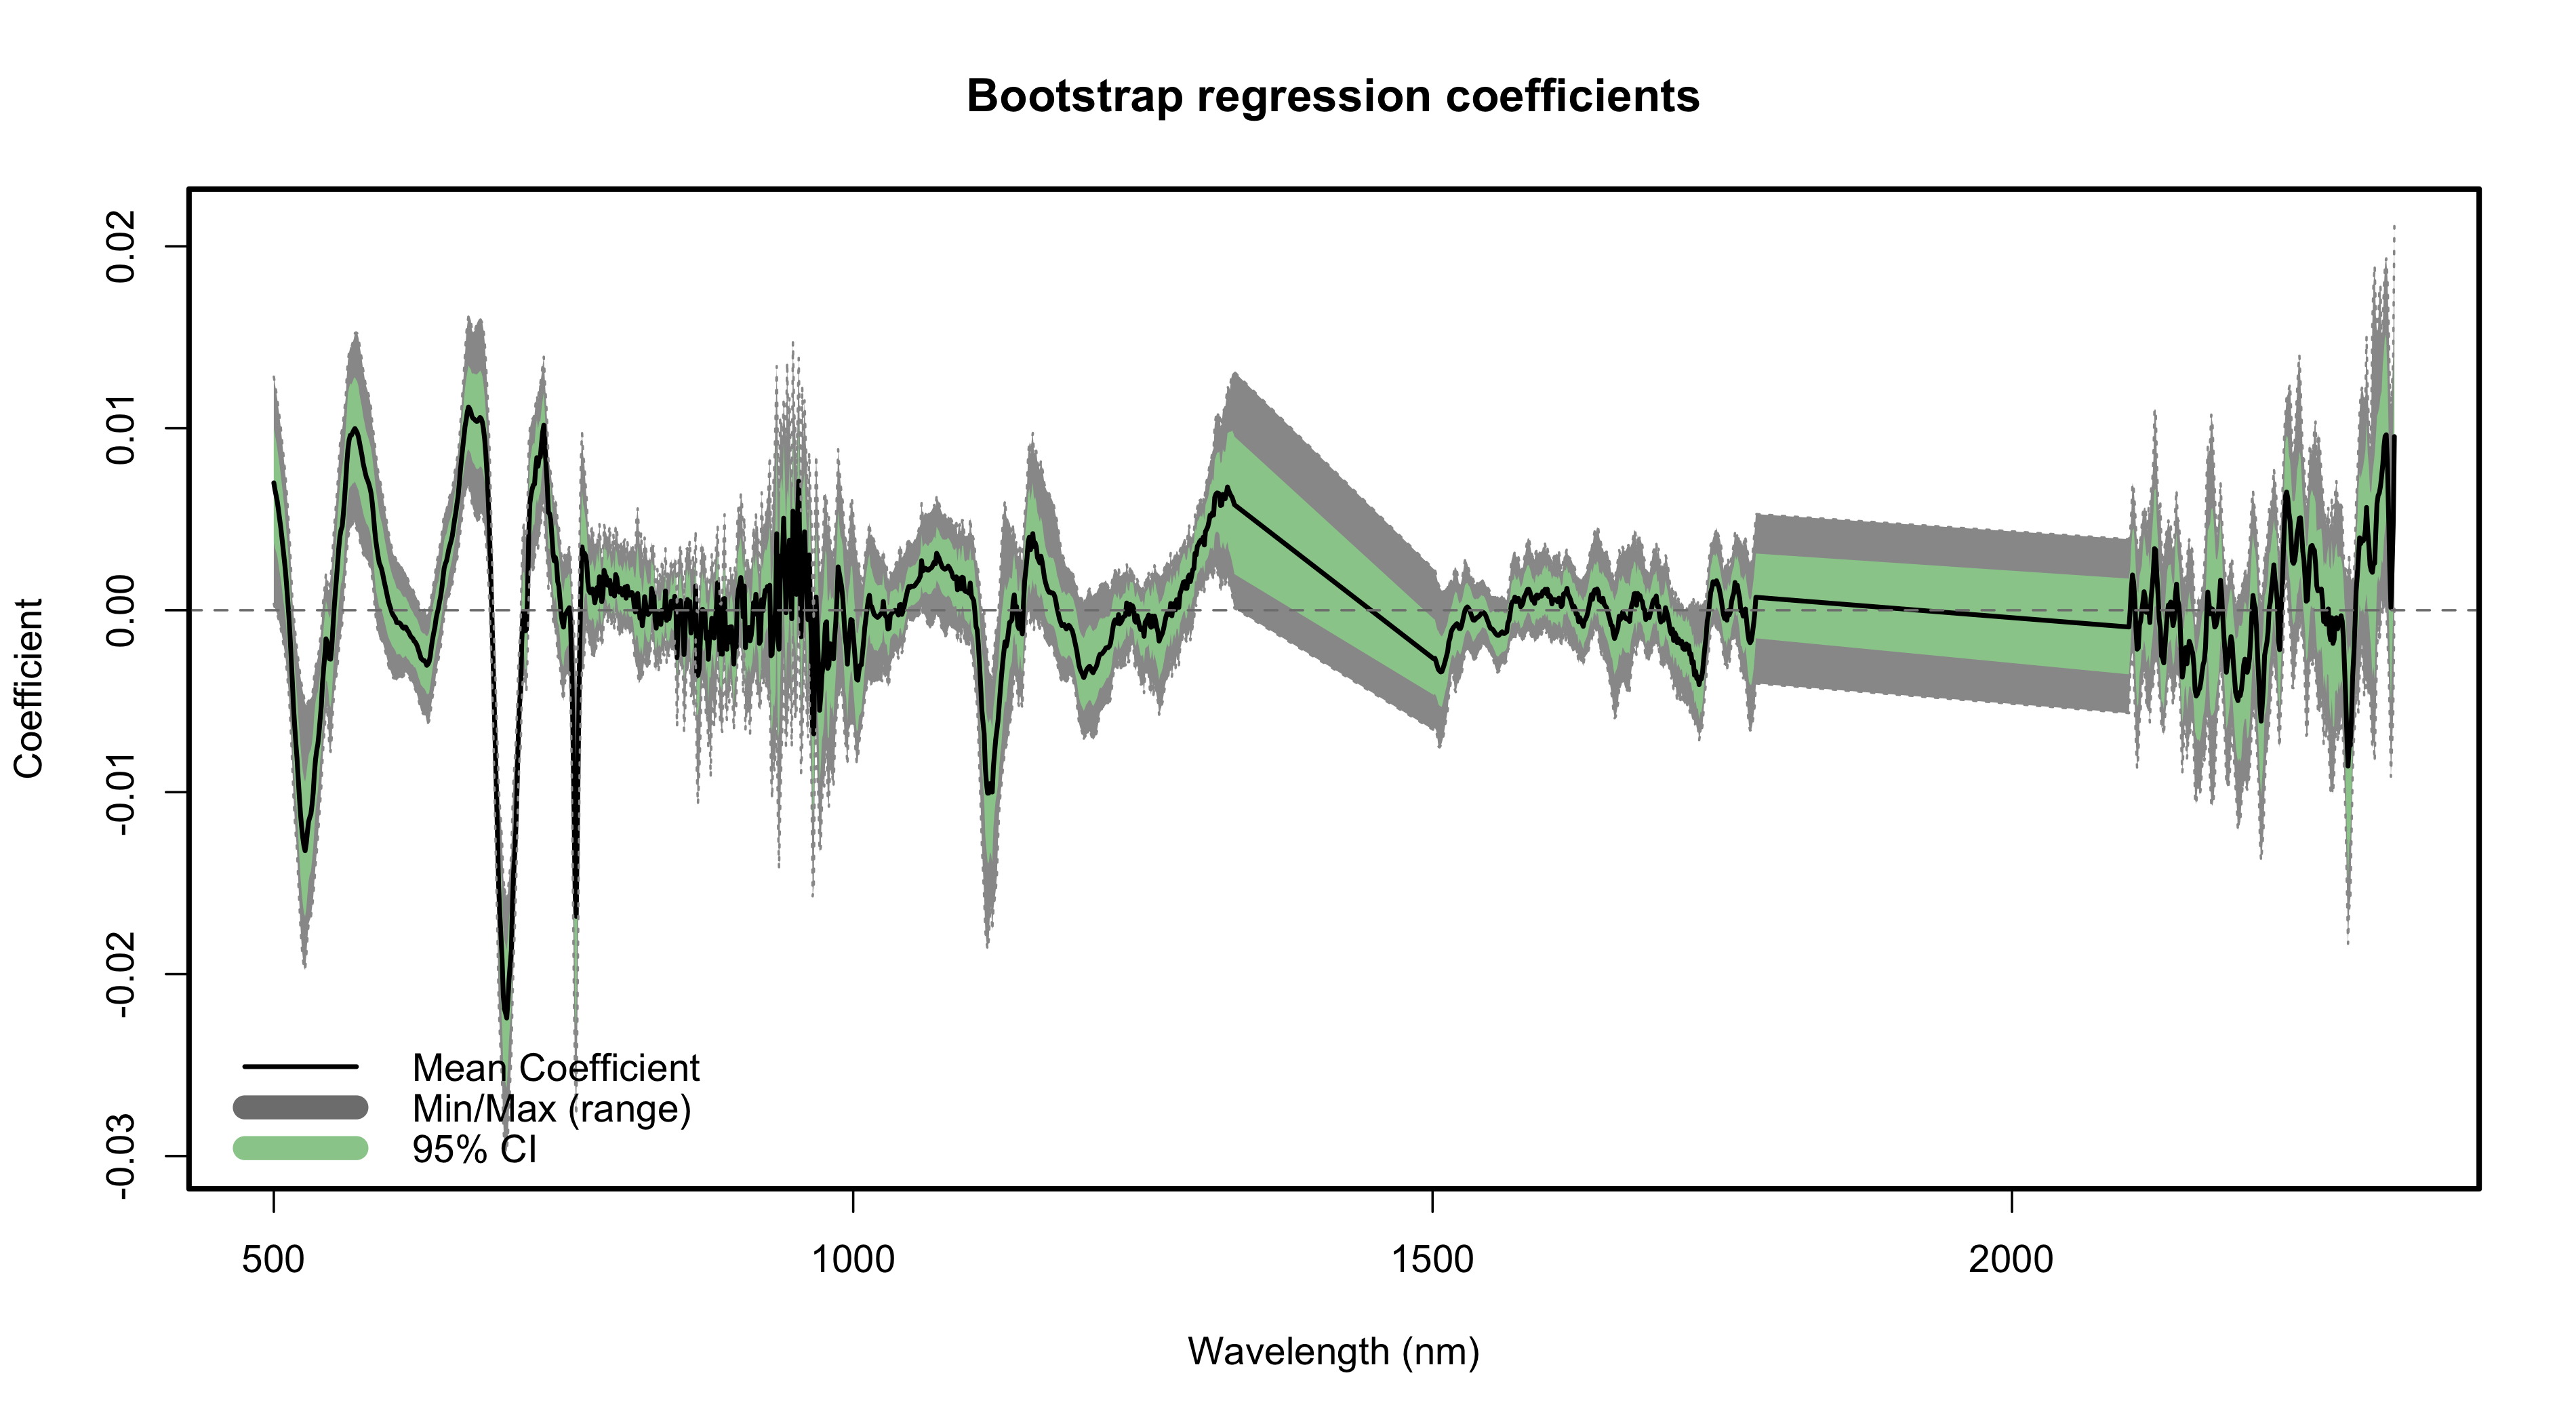 Bootstrap regression coefficients
Coefficient
0.02
0.01
0.00
-0.01
-0.02
-0.03
Mean Coefficient
Min/Max (range)
95% CI
500 1000 1500 2000
Wavelength (nm)